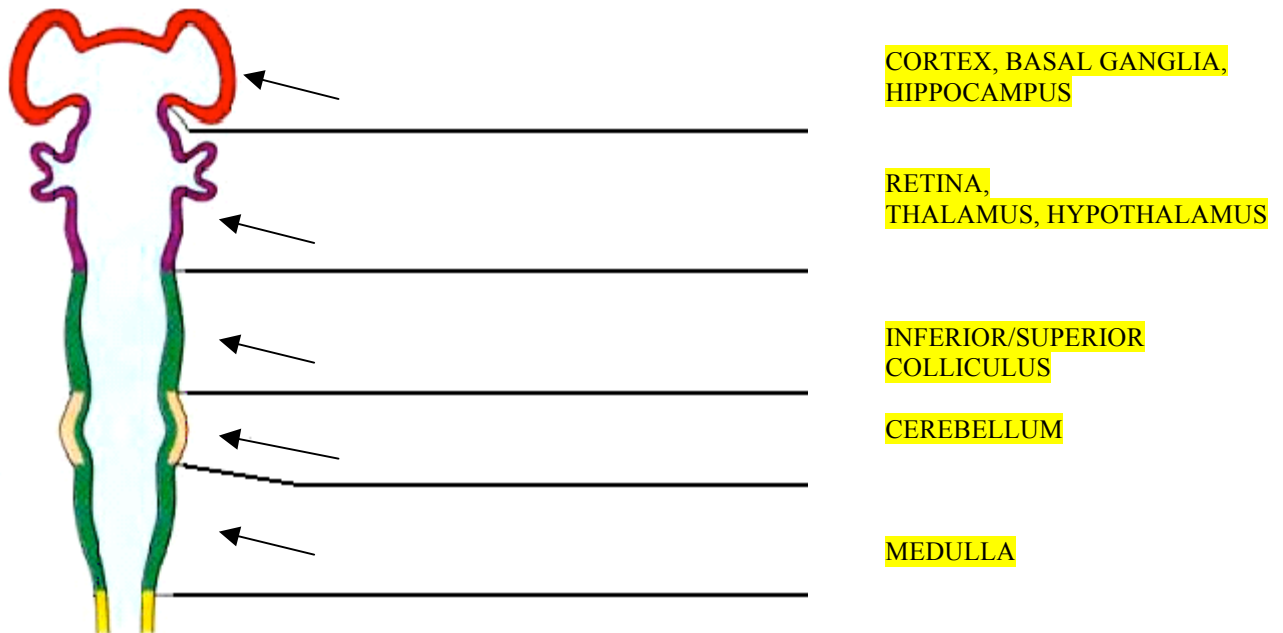 CORTEX, BASAL GANGLIA,
HIPPOCAMPUS
RETINA,
THALAMUS, HYPOTHALAMUS
INFERIOR/SUPERIOR
COLLICULUS
CEREBELLUM
MEDULLA